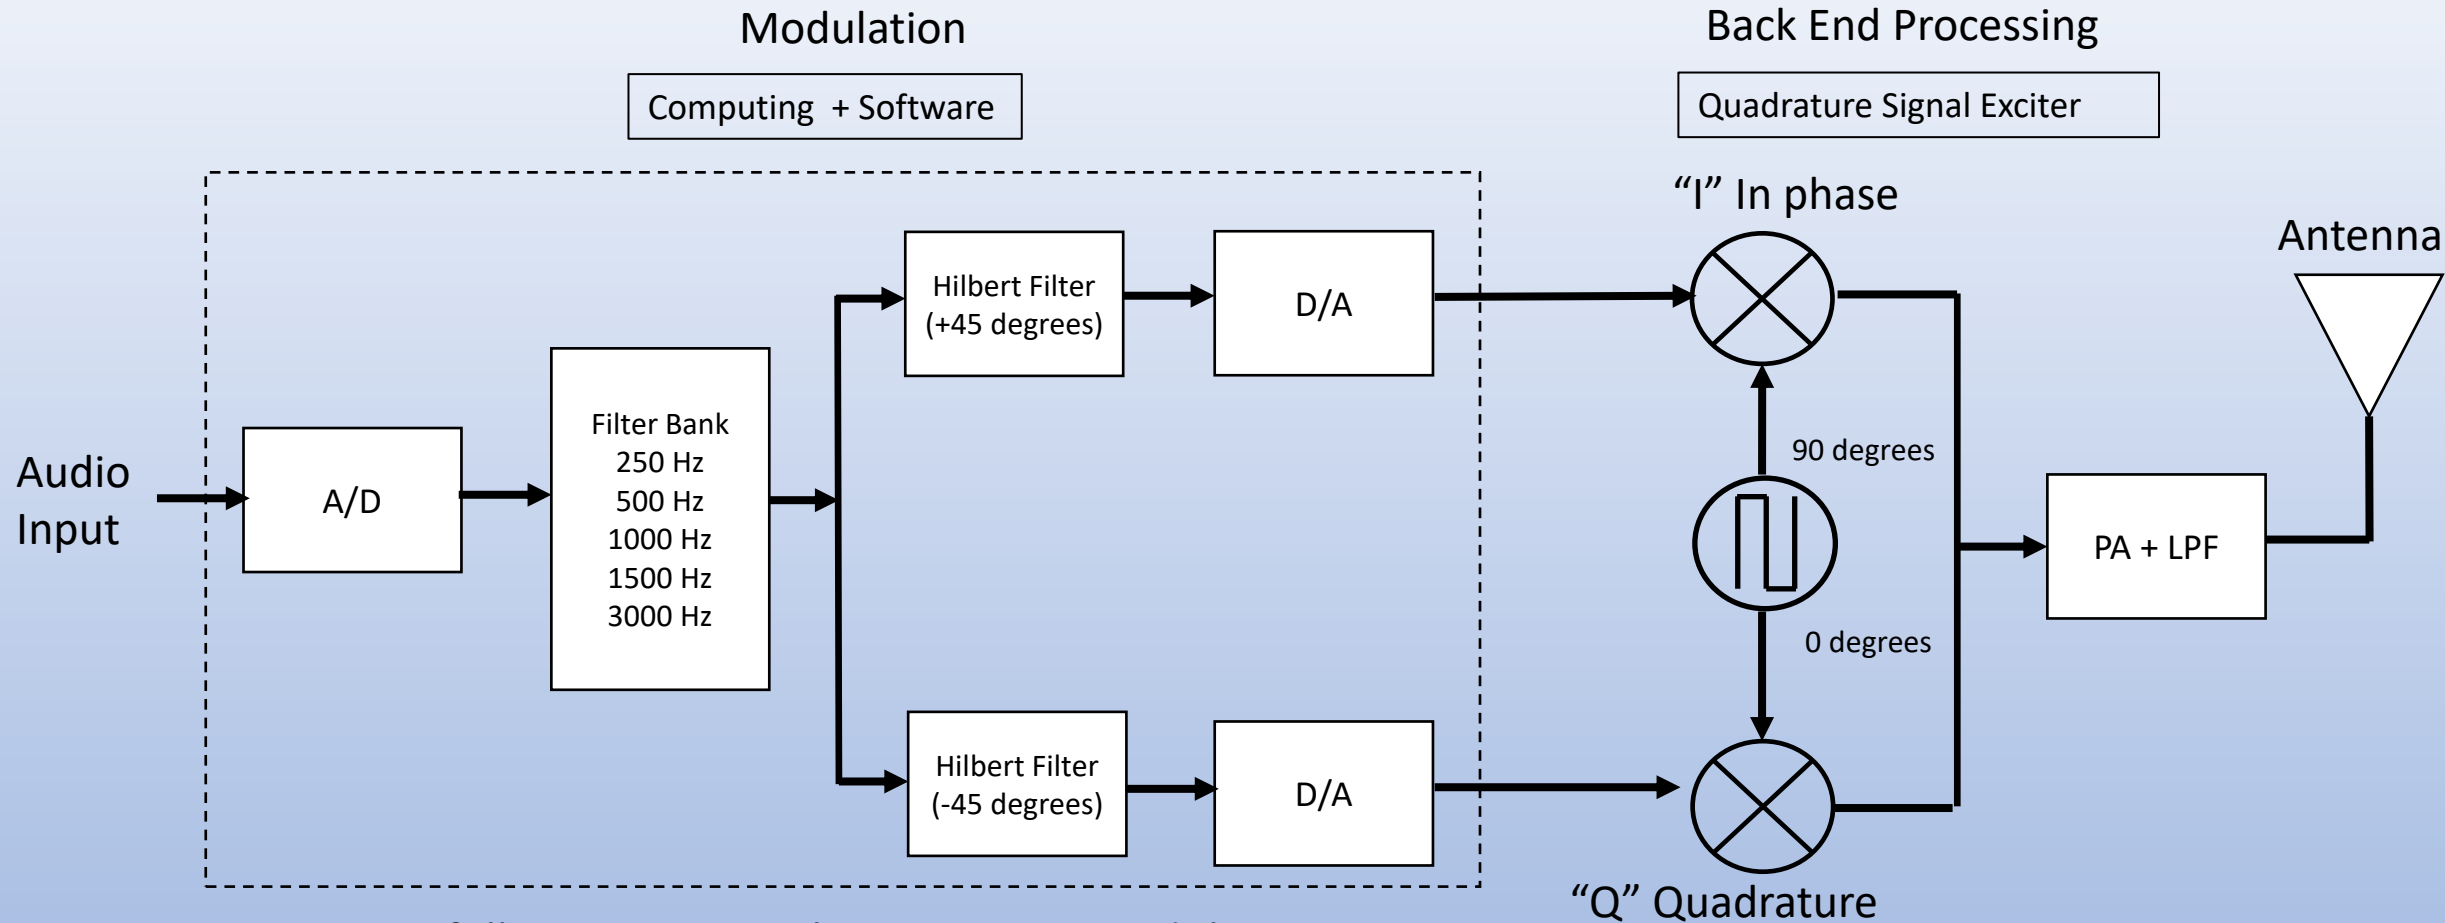 Modulation
Back End Processing
Computing + Software
Quadrature Signal Exciter
"I" In phase
Antenna
Hilbert Filter
(+45 degrees)
D/A
Filter Bank
250 Hz
500 Hz
1000 Hz
1500 Hz
3000 Hz
Audio
Input
A/D
90 degrees
0 degrees
PA + LPF
Hilbert Filter
(-45 degrees)
D/A
"Q" Quadrature